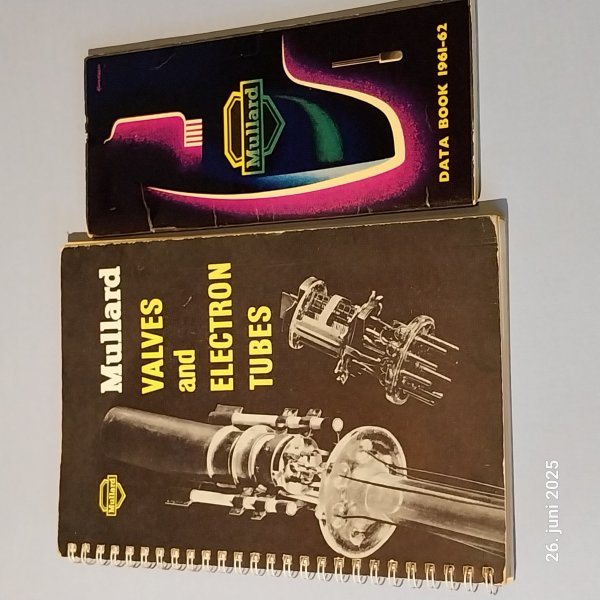 Mullard
DATA BOOK 1961-62
Mullard
VALVES
and
ELECTRON
TUBES
Mullard
26. juni 2025